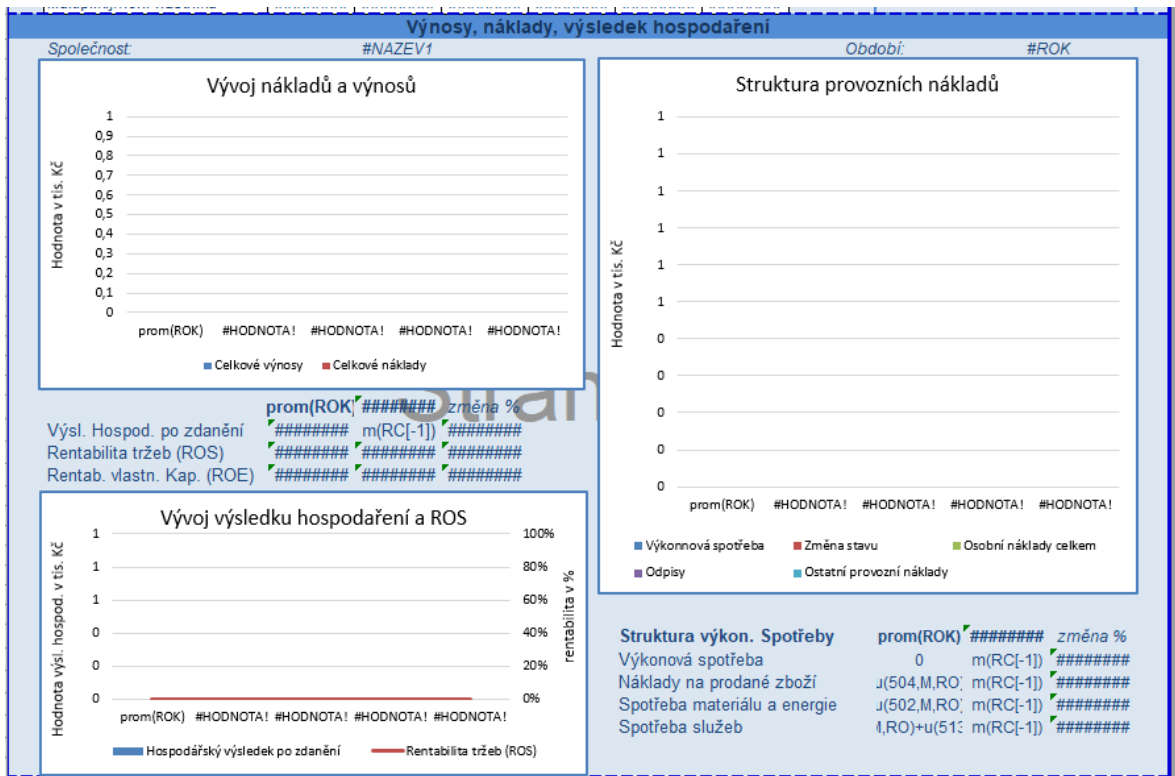 Výnosy, náklady, výsledek hospodaření
Společnost: #NAZEV1 Období: #ROK
Vývoj nákladů a výnosů
Hodnota v tis. Kč
1
0,9
0,8
0,7
0,6
0,5
0,4
0,3
0,2
0,1
0
prom(ROK) #HODNOTA! #HODNOTA! #HODNOTA! #HODNOTA!
Celkové výnosy Celkové náklady
prom(ROK) ######## změna %
Výsl. Hospod. po zdanění ######## m(RC[-1]) ########
Rentabilita tržeb (ROS) ######## ######## ########
Rentab. vlastn. Kap. (ROE) ######## ######## ########
Vývoj výsledku hospodaření a ROS
Hodnota výsl. hospod. v tis. Kč
1 100%
1 80%
1 60%
0 40%
0 20%
0 0%
rentabilita v %
prom(ROK) #HODNOTA! #HODNOTA! #HODNOTA! #HODNOTA!
Hospodářský výsledek po zdanění Rentabilita tržeb (ROS)
Struktura provozních nákladů
Hodnota v tis. Kč
1
1
1
1
1
1
0
0
0
0
0
prom(ROK) #HODNOTA! #HODNOTA! #HODNOTA! #HODNOTA!
Výkonnová spotřeba Změna stavu Osobní náklady celkem
Odpisy Ostatní provozní náklady
Struktura výkon. Spotřeby prom(ROK) ######## změna %
Výkonová spotřeba 0 m(RC[-1]) ########
Náklady na prodané zboží u(504,M,RO) m(RC[-1]) ########
Spotřeba materiálu a energie u(502,M,RO) m(RC[-1]) ########
Spotřeba služeb M,RO)+u(513 m(RC[-1]) ########